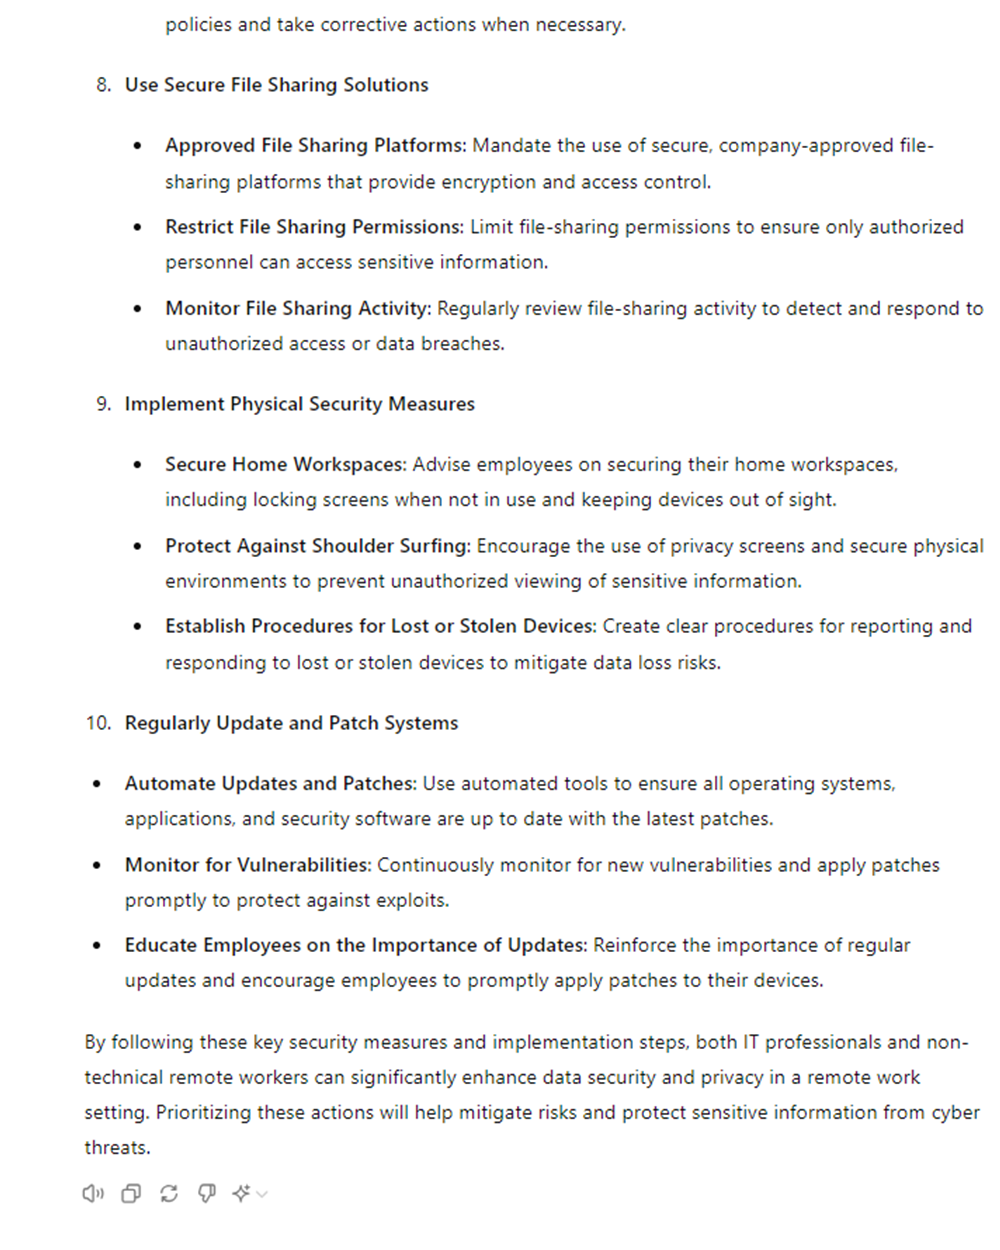 policies and take corrective actions when necessary.
8. Use Secure File Sharing Solutions
• Approved File Sharing Platforms: Mandate the use of secure, company-approved file-
sharing platforms that provide encryption and access control.
• Restrict File Sharing Permissions: Limit file-sharing permissions to ensure only authorized
personnel can access sensitive information.
• Monitor File Sharing Activity: Regularly review file-sharing activity to detect and respond to
unauthorized access or data breaches.
9. Implement Physical Security Measures
• Secure Home Workspaces: Advise employees on securing their home workspaces,
including locking screens when not in use and keeping devices out of sight.
• Protect Against Shoulder Surfing: Encourage the use of privacy screens and secure physical
environments to prevent unauthorized viewing of sensitive information.
• Establish Procedures for Lost or Stolen Devices: Create clear procedures for reporting and
responding to lost or stolen devices to mitigate data loss risks.
10. Regularly Update and Patch Systems
• Automate Updates and Patches: Use automated tools to ensure all operating systems,
applications, and security software are up to date with the latest patches.
• Monitor for Vulnerabilities: Continuously monitor for new vulnerabilities and apply patches
promptly to protect against exploits.
• Educate Employees on the Importance of Updates: Reinforce the importance of regular
updates and encourage employees to promptly apply patches to their devices.
By following these key security measures and implementation steps, both IT professionals and non-
technical remote workers can significantly enhance data security and privacy in a remote work
setting. Prioritizing these actions will help mitigate risks and protect sensitive information from cyber
threats.